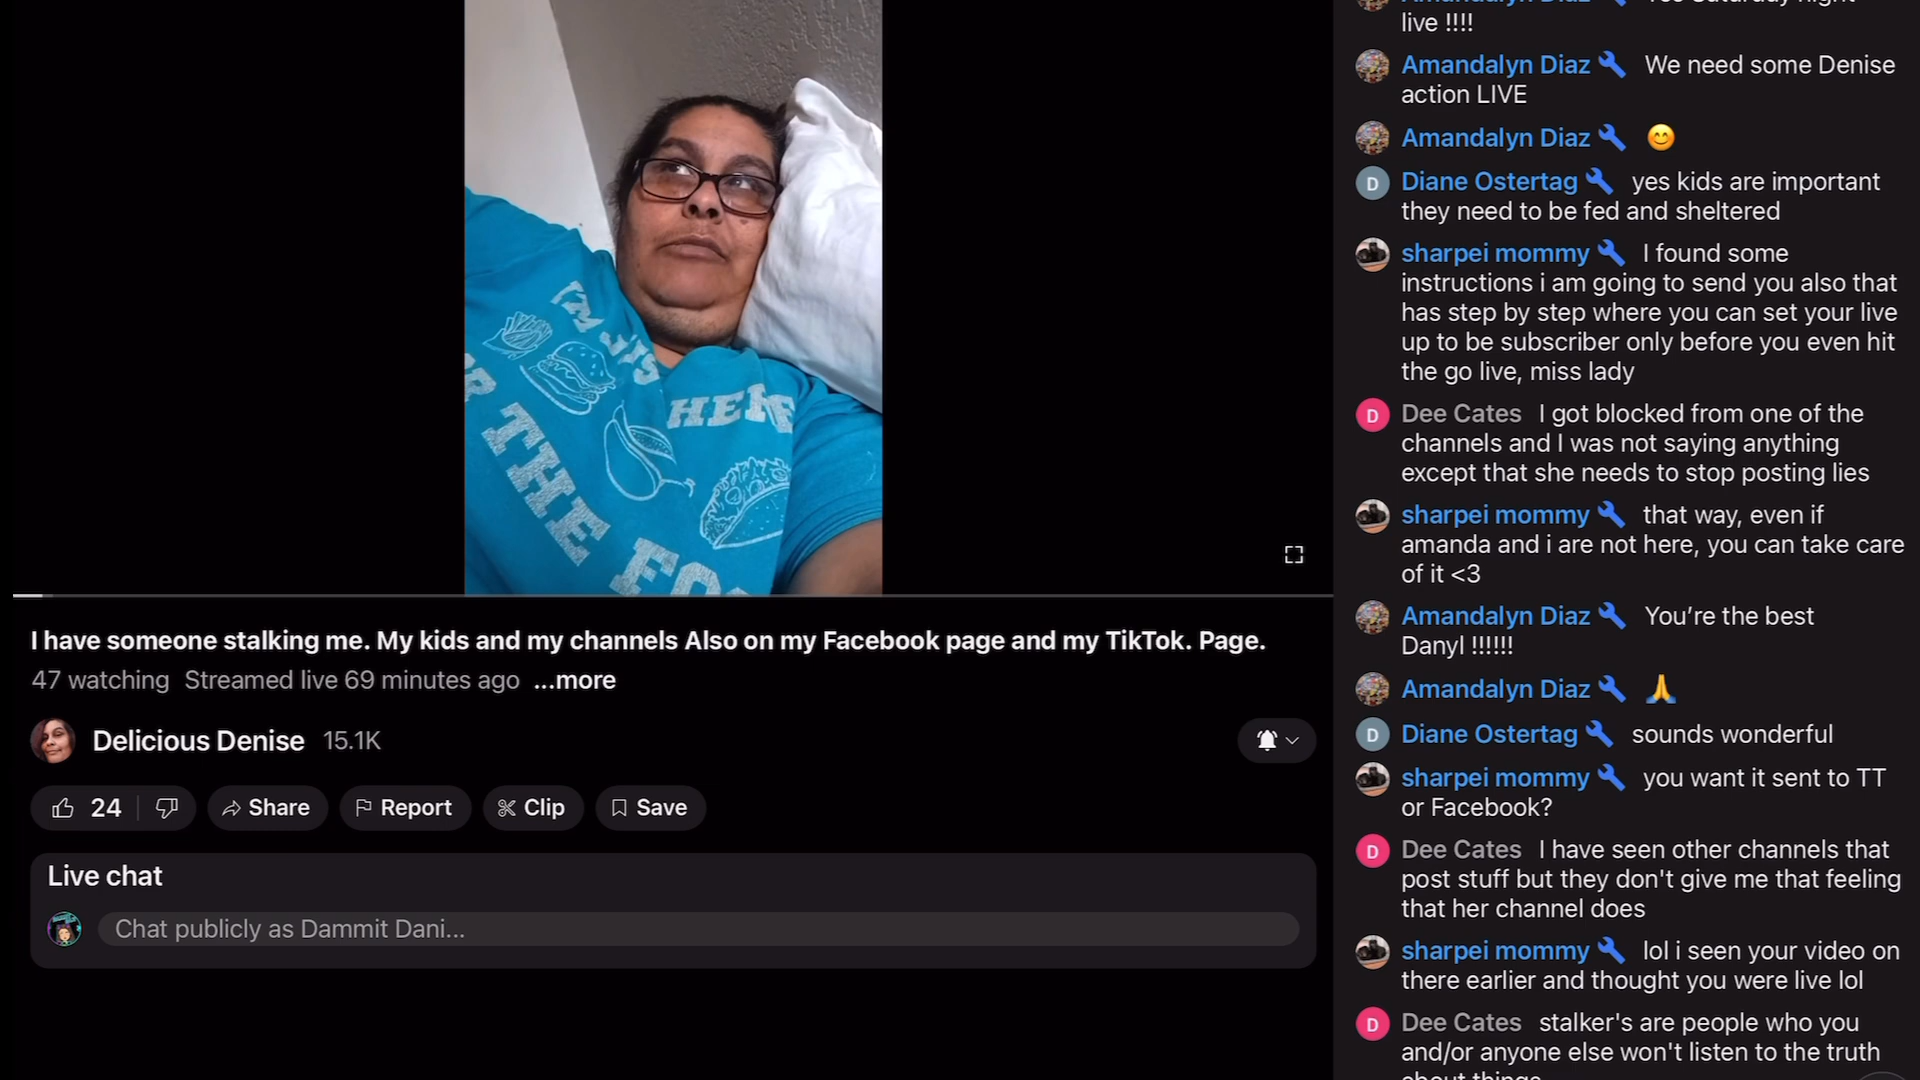 I'M JUS
HERE
THE
FO
I have someone stalking me. My kids and my channels Also on my Facebook page and my TikTok. Page.
47 watching Streamed live 69 minutes ago ...more
Delicious Denise 15.1K
24 Share Report Clip Save
Live chat
Chat publicly as Dammit Dani...
live !!!!
Amandalyn Diaz We need some Denise
action LIVE
Amandalyn Diaz 😊
D Diane Ostertag yes kids are important
they need to be fed and sheltered
sharpei mommy I found some
instructions i am going to send you also that
has step by step where you can set your live
up to be subscriber only before you even hit
the go live, miss lady
D Dee Cates I got blocked from one of the
channels and I was not saying anything
except that she needs to stop posting lies
sharpei mommy that way, even if
amanda and i are not here, you can take care
of it <3
Amandalyn Diaz You’re the best
Danyl !!!!!!
Amandalyn Diaz 🙏
D Diane Ostertag sounds wonderful
sharpei mommy you want it sent to TT
or Facebook?
D Dee Cates I have seen other channels that
post stuff but they don't give me that feeling
that her channel does
sharpei mommy lol i seen your video on
there earlier and thought you were live lol
D Dee Cates stalker's are people who you
and/or anyone else won't listen to the truth